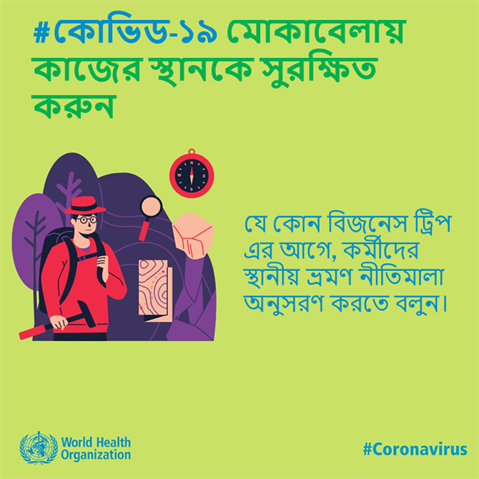 #কোভিড-১৯ মোকাবেলায়
কাজের স্থানকে সুরক্ষিত
করুন
যে কোন বিজনেস ট্রিপ
এর আগে, কর্মীদের
স্থানীয় ভ্রমণ নীতিমালা
অনুসরণ করতে বলুন।
World Health
Organization
#Coronavirus